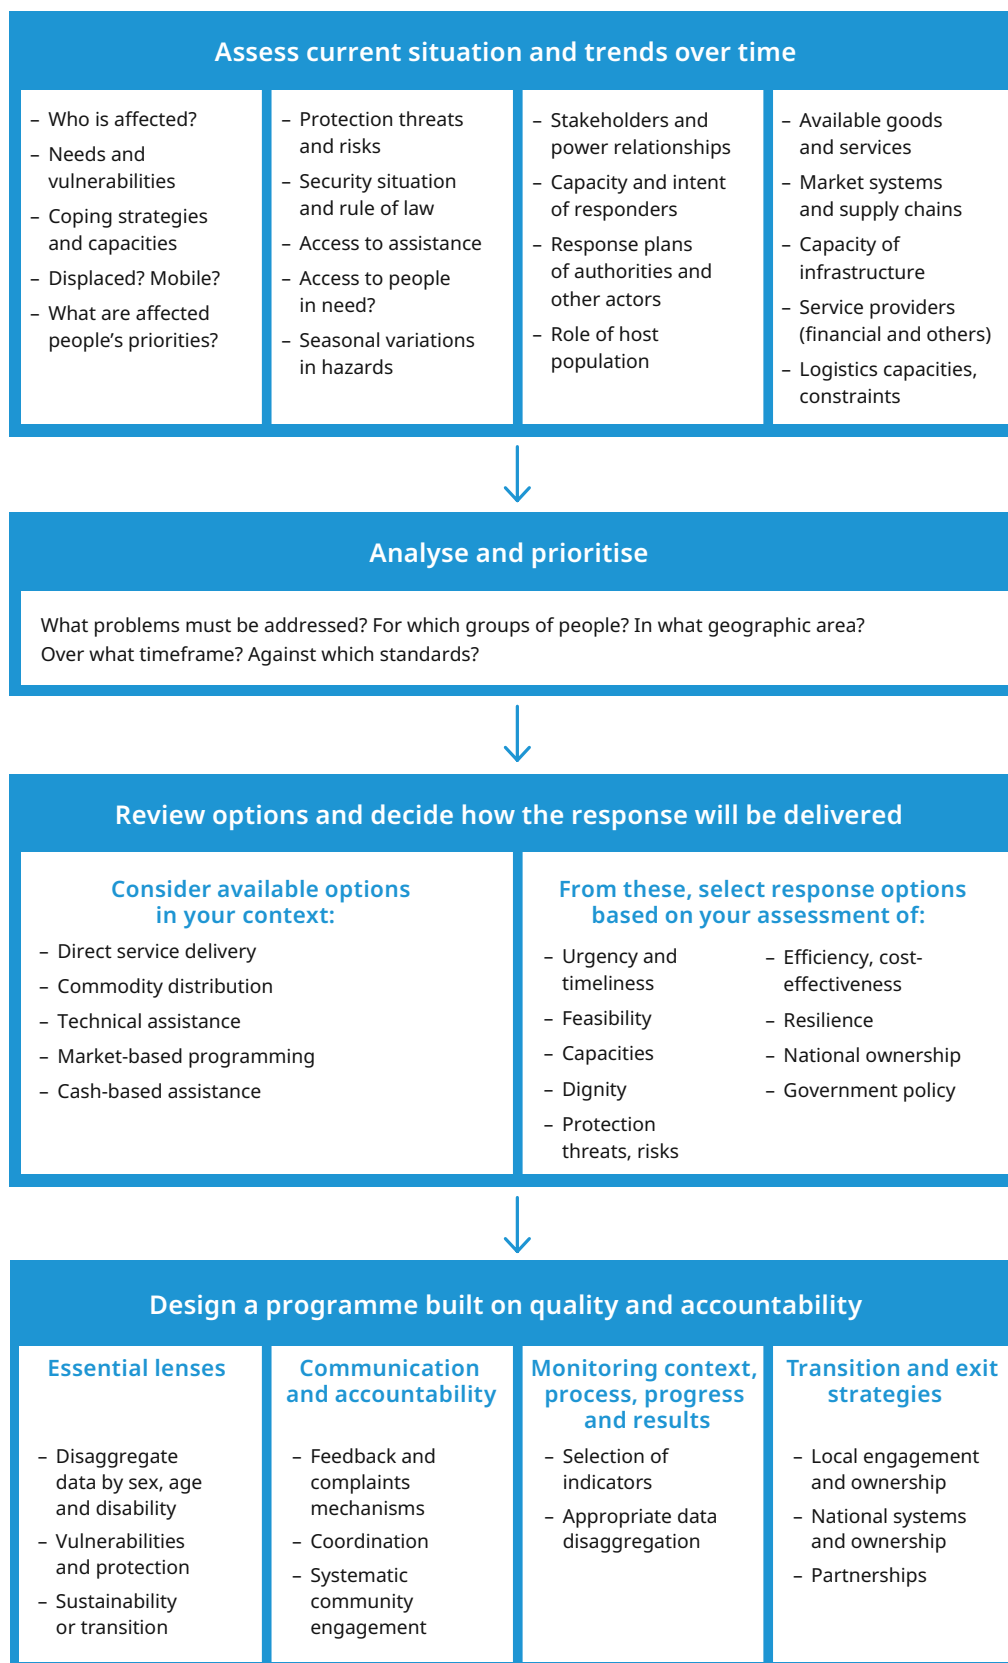 Assess current situation and trends over time
– Who is affected?
– Needs and
vulnerabilities
– Coping strategies
and capacities
– Displaced? Mobile?
– What are affected
people’s priorities?
– Protection threats
and risks
– Security situation
and rule of law
– Access to assistance
– Access to people
in need?
– Seasonal variations
in hazards
– Stakeholders and
power relationships
– Capacity and intent
of responders
– Response plans
of authorities and
other actors
– Role of host
population
– Available goods
and services
– Market systems
and supply chains
– Capacity of
infrastructure
– Service providers
(financial and others)
– Logistics capacities,
constraints
Analyse and prioritise
What problems must be addressed? For which groups of people? In what geographic area?
Over what timeframe? Against which standards?
Review options and decide how the response will be delivered
Consider available options
in your context:
– Direct service delivery
– Commodity distribution
– Technical assistance
– Market-based programming
– Cash-based assistance
From these, select response options
based on your assessment of:
– Urgency and
timeliness
– Feasibility
– Capacities
– Dignity
– Protection
threats, risks
– Efficiency, cost-
effectiveness
– Resilience
– National ownership
– Government policy
Design a programme built on quality and accountability
Essential lenses
– Disaggregate
data by sex, age
and disability
– Vulnerabilities
and protection
– Sustainability
or transition
Communication
and accountability
– Feedback and
complaints
mechanisms
– Coordination
– Systematic
community
engagement
Monitoring context,
process, progress
and results
– Selection of
indicators
– Appropriate data
disaggregation
Transition and exit
strategies
– Local engagement
and ownership
– National systems
and ownership
– Partnerships